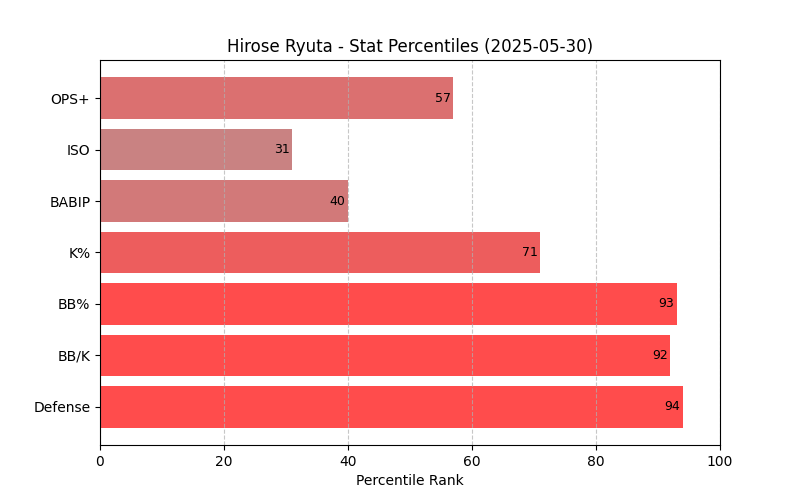 Hirose Ryuta - Stat Percentiles (2025-05-30)
OPS+ 57
ISO 31
BABIP 40
K% 71
BB% 93
BB/K 92
Defense 94
0 20 40 60 80 100
Percentile Rank